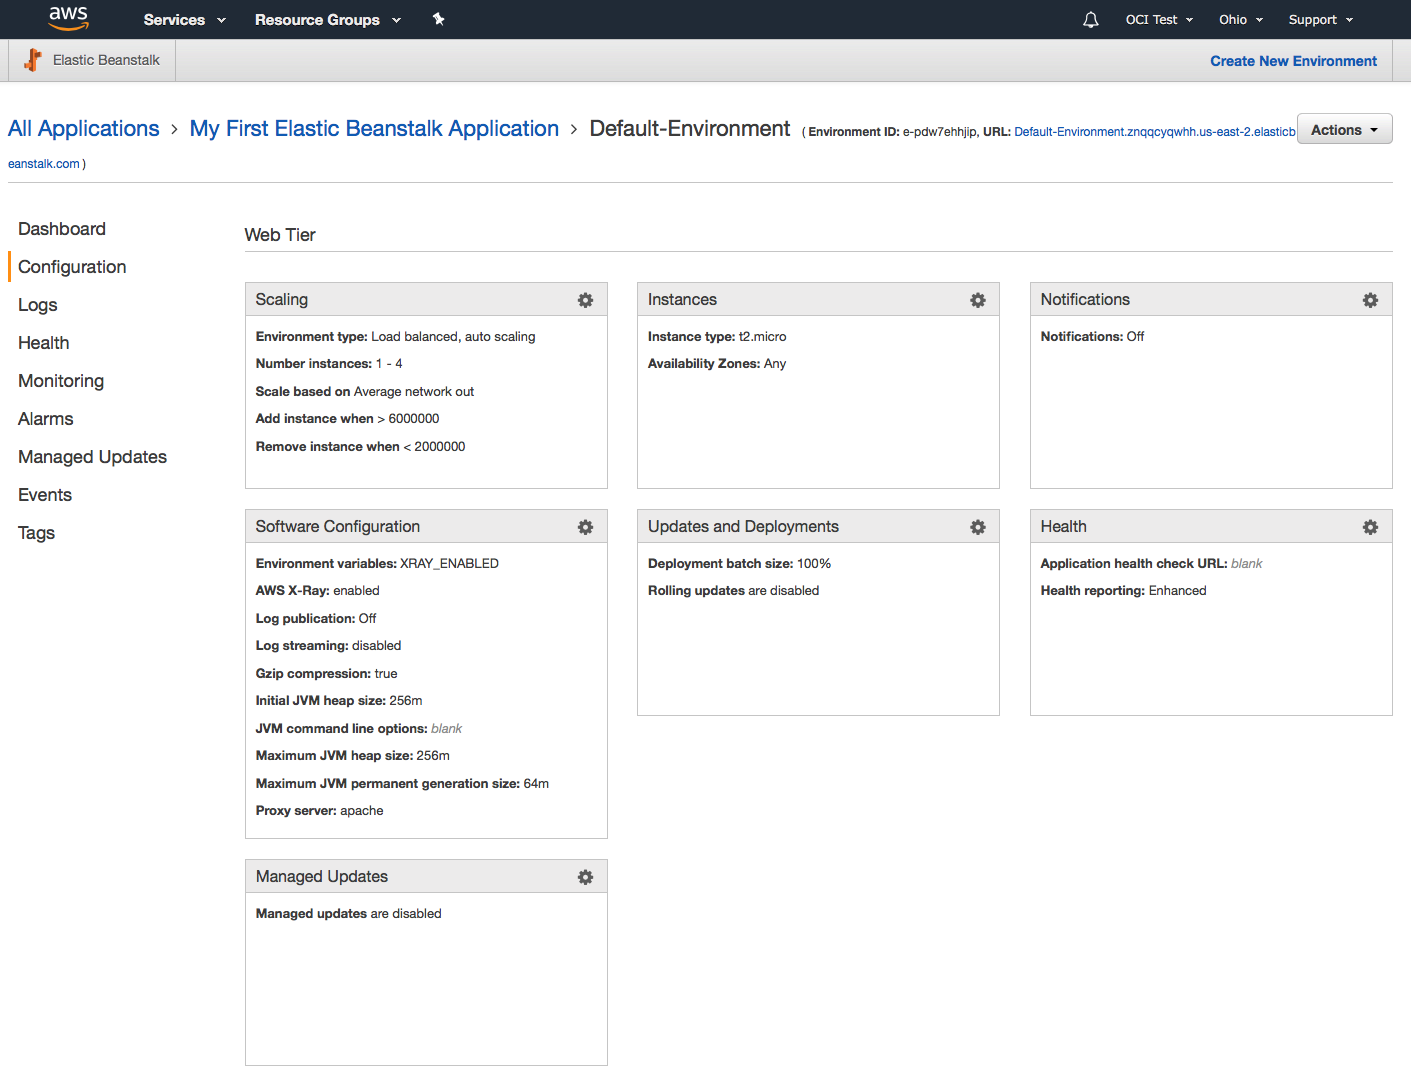 aws Services Resource Groups OCI Test Ohio Support
Elastic Beanstalk Create New Environment
All Applications > My First Elastic Beanstalk Application > Default-Environment ( Environment ID: e-pdw7ehhjip, URL: Default-Environment.znqqcyqwhh.us-east-2.elasticb
eanstalk.com )
Actions
Dashboard
Configuration
Logs
Health
Monitoring
Alarms
Managed Updates
Events
Tags
Web Tier
Scaling
Environment type: Load balanced, auto scaling
Number instances: 1 - 4
Scale based on Average network out
Add instance when > 6000000
Remove instance when < 2000000
Instances
Instance type: t2.micro
Availability Zones: Any
Notifications
Notifications: Off
Software Configuration
Environment variables: XRAY_ENABLED
AWS X-Ray: enabled
Log publication: Off
Log streaming: disabled
Gzip compression: true
Initial JVM heap size: 256m
JVM command line options: blank
Maximum JVM heap size: 256m
Maximum JVM permanent generation size: 64m
Proxy server: apache
Updates and Deployments
Deployment batch size: 100%
Rolling updates are disabled
Health
Application health check URL: blank
Health reporting: Enhanced
Managed Updates
Managed updates are disabled